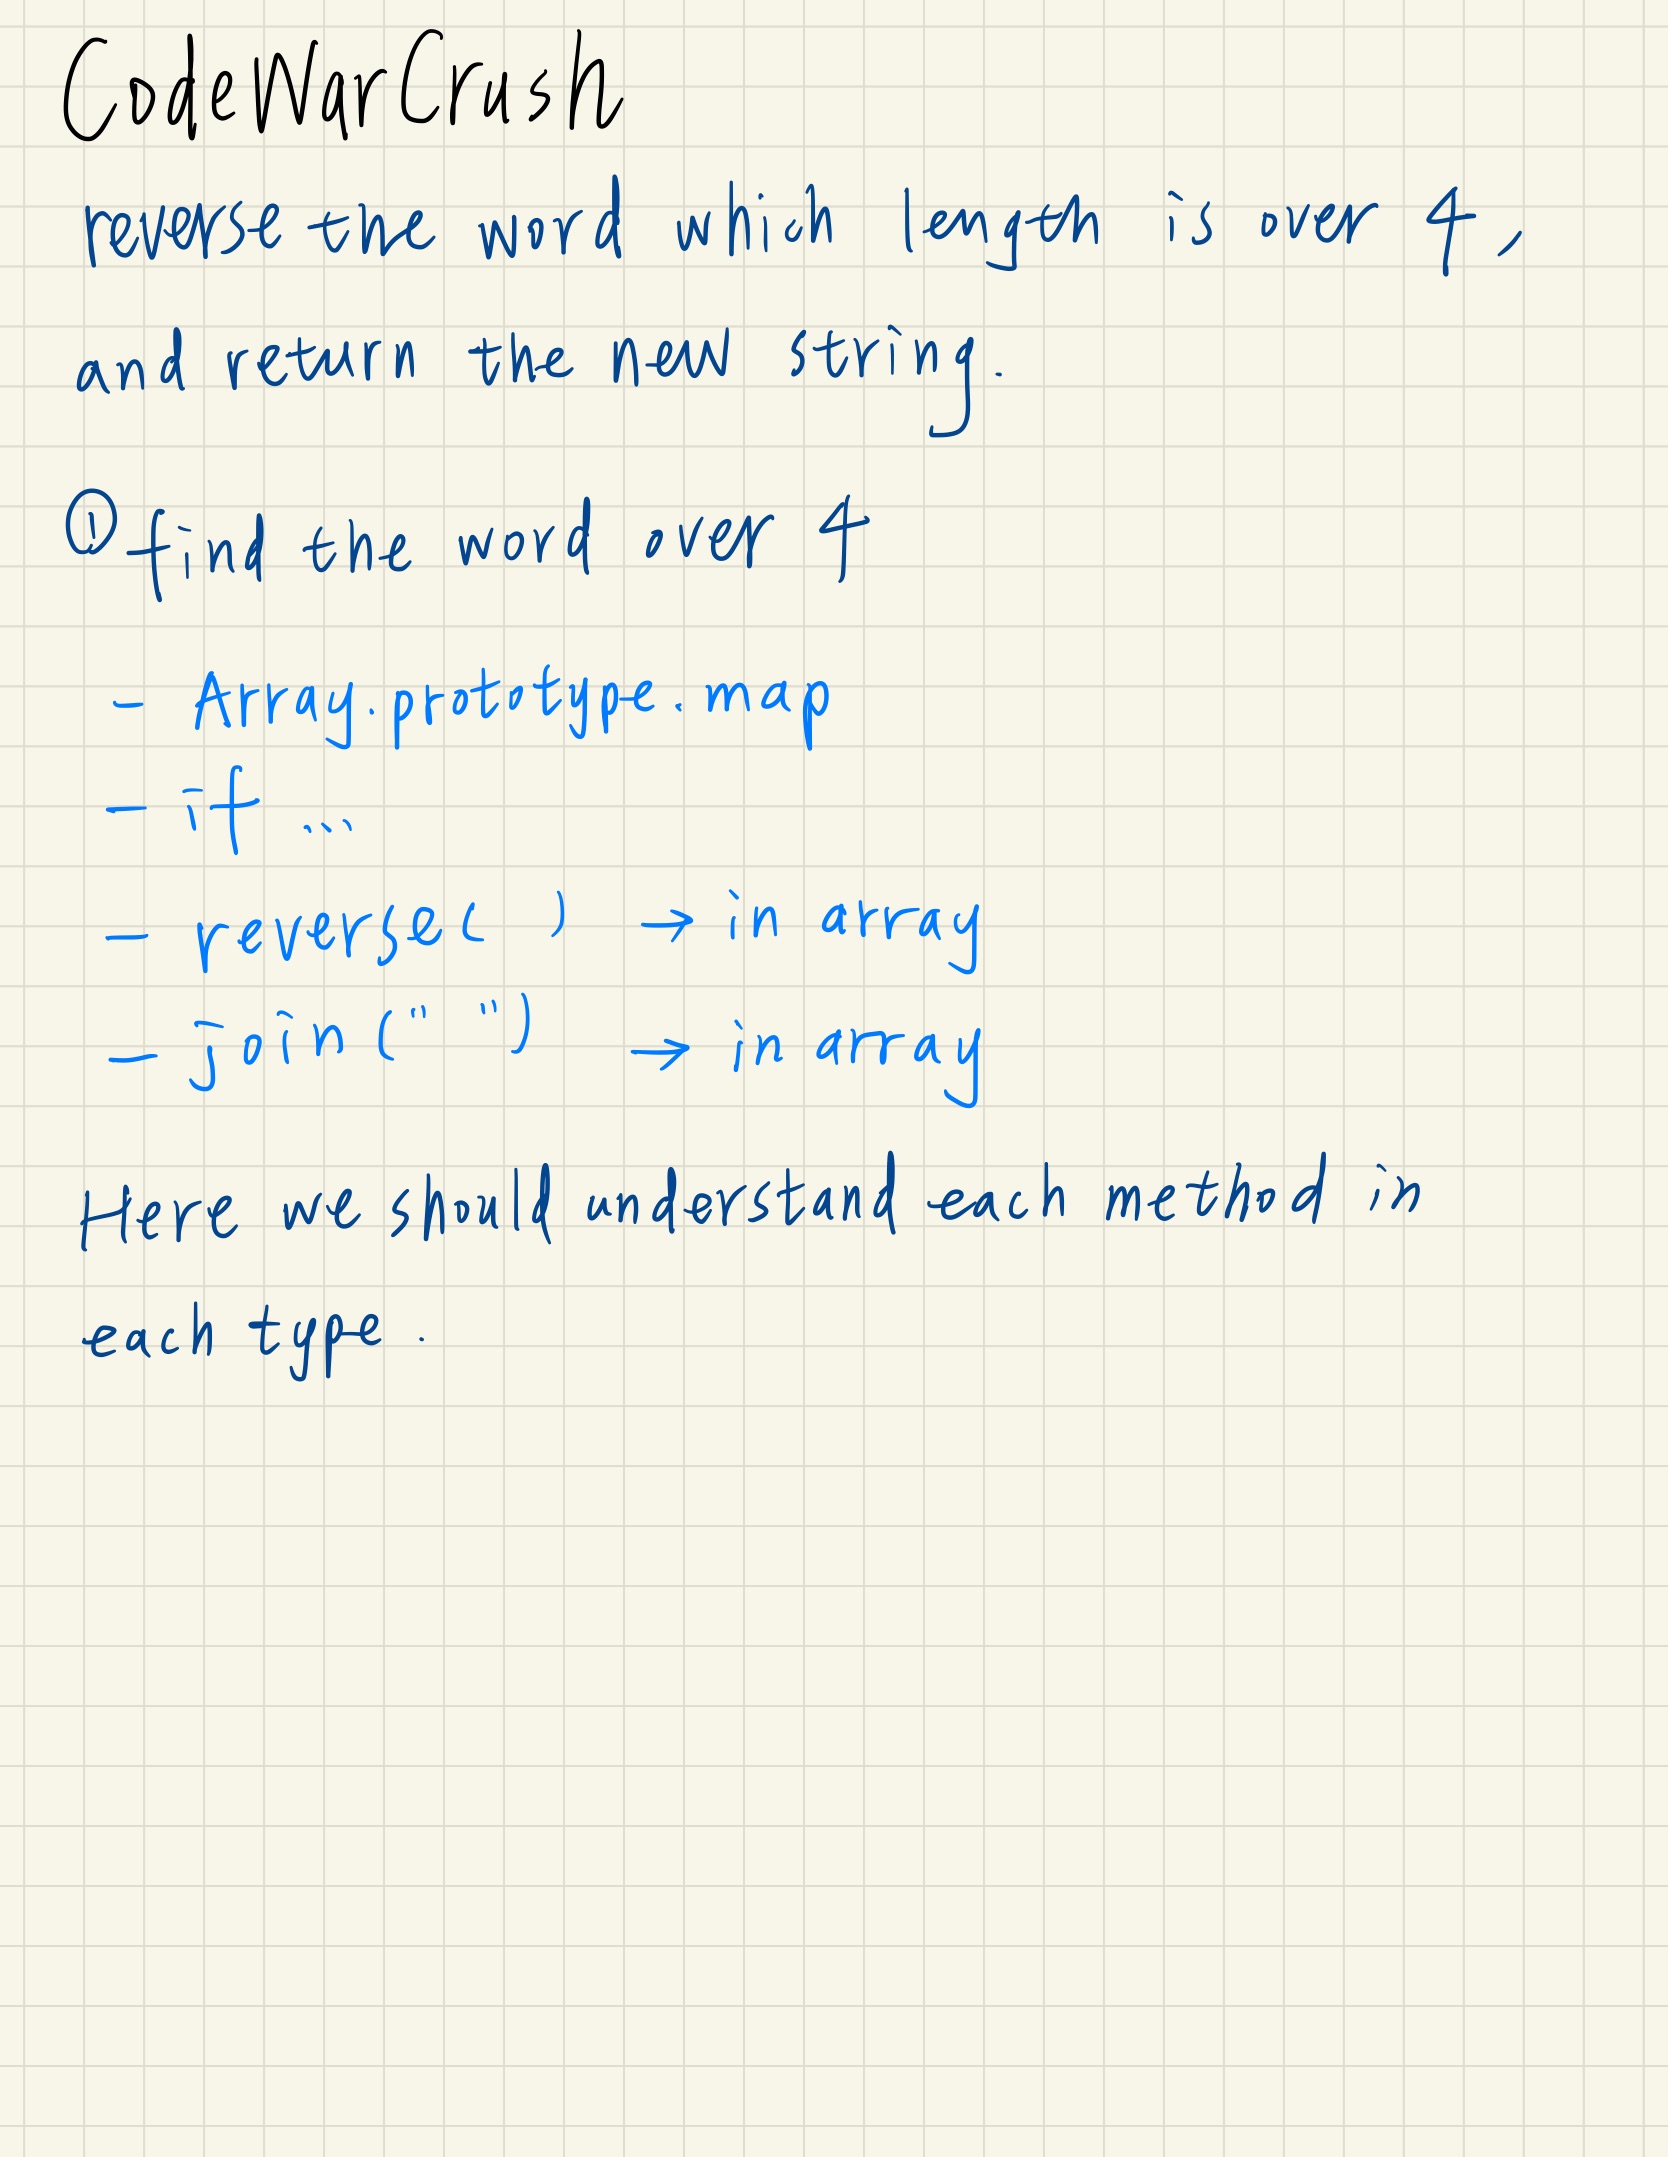 CodeWarCrush
reverse the word which length is over 4,
and return the new string.
① find the word over 4
- Array.prototype.map
- if ...
- reverse( ) → in array
- join(" ") → in array
Here we should understand each method in
each type.